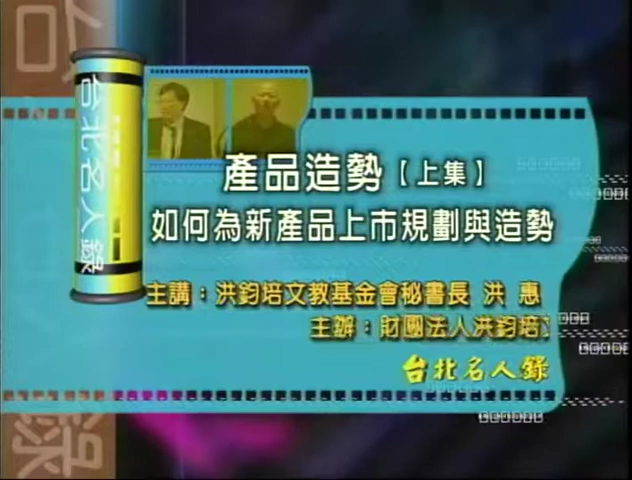 台北名人錄
產品造勢【上集】
如何為新產品上市規劃與造勢
主講：洪鈞培文教基金會秘書長 洪 惠
主辦：財團法人洪鈞培
台北名人錄
台
錄